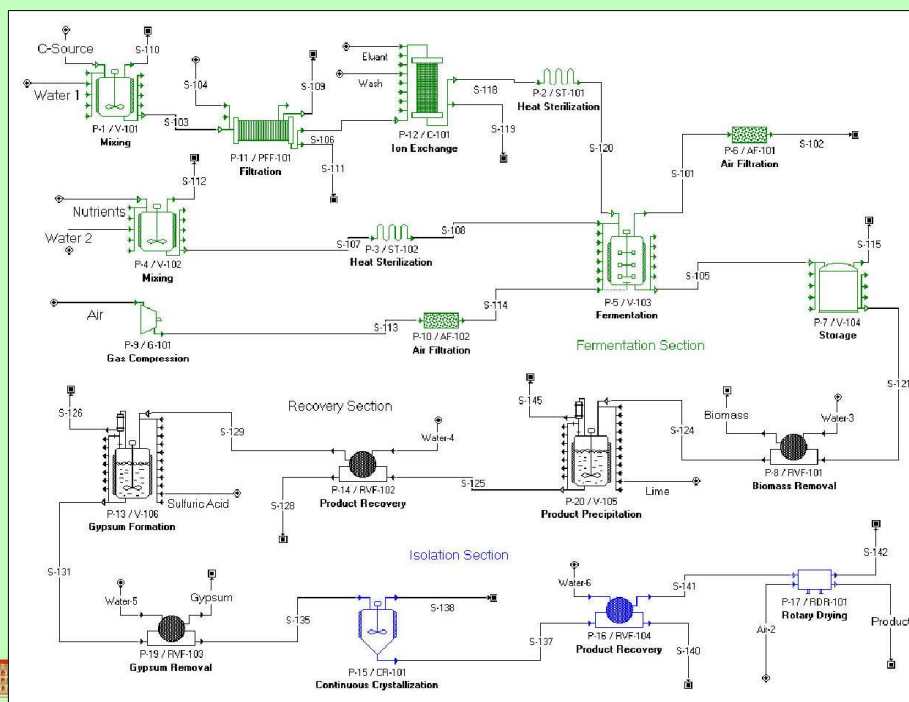 C-Source
S-110
Water 1
S-103
P-1 / V-101
Mixing
S-104
S-109
P-11 / PFF-101
Filtration
S-106
S-111
Eluant
Wash
P-12 / C-101
Ion Exchange
S-118
S-119
P-2 / ST-101
Heat Sterilization
S-120
S-101
P-6 / AF-101
Air Filtration
S-102
S-112
Nutrients
Water 2
P-4 / V-102
Mixing
S-107
P-3 / ST-102
Heat Sterilization
S-108
P-5 / V-103
Fermentation
S-105
S-115
P-7 / V-104
Storage
Air
P-9 / G-101
Gas Compression
S-113
P-10 / AF-102
Air Filtration
S-114
Fermentation Section
S-121
S-126
S-129
Recovery Section
Water-4
S-145
S-124
Biomass
Water-3
P-8 / RVF-101
Biomass Removal
P-13 / V-106
Gypsum Formation
Sulfuric Acid
S-128
P-14 / RVF-102
Product Recovery
S-125
P-20 / V-105
Product Precipitation
Lime
S-131
Isolation Section
Water-5
Gypsum
P-19 / RVF-103
Gypsum Removal
S-135
S-138
P-15 / CR-101
Continuous Crystallization
S-137
Water-6
S-141
P-16 / RVF-104
Product Recovery
S-140
S-142
P-17 / RDR-101
Rotary Drying
Air-2
Product